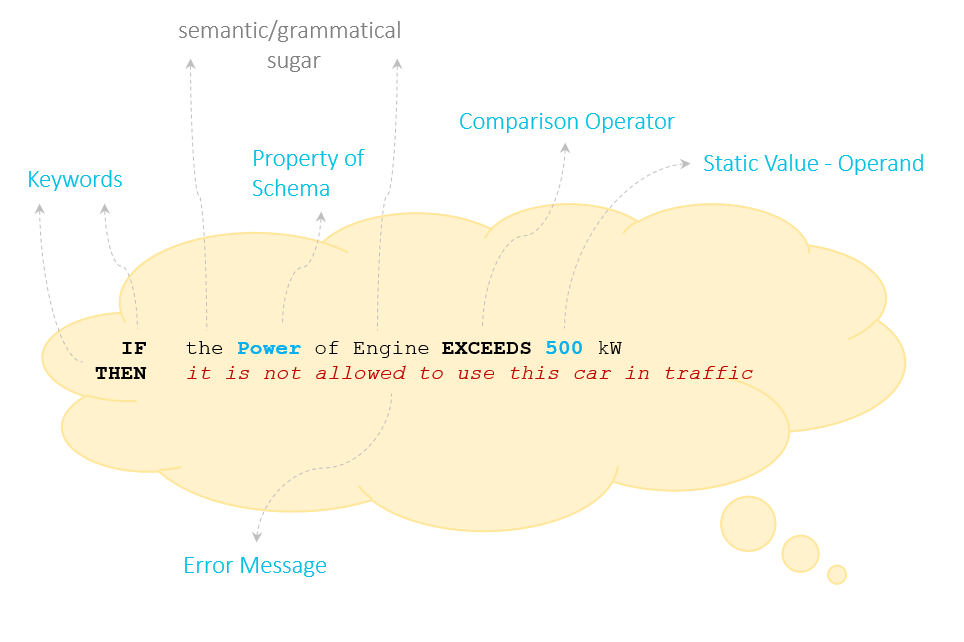 semantic/grammatical
sugar
Comparison Operator
Property of
Schema
Static Value - Operand
Keywords
IF the Power of Engine EXCEEDS 500 kW
THEN it is not allowed to use this car in traffic
Error Message